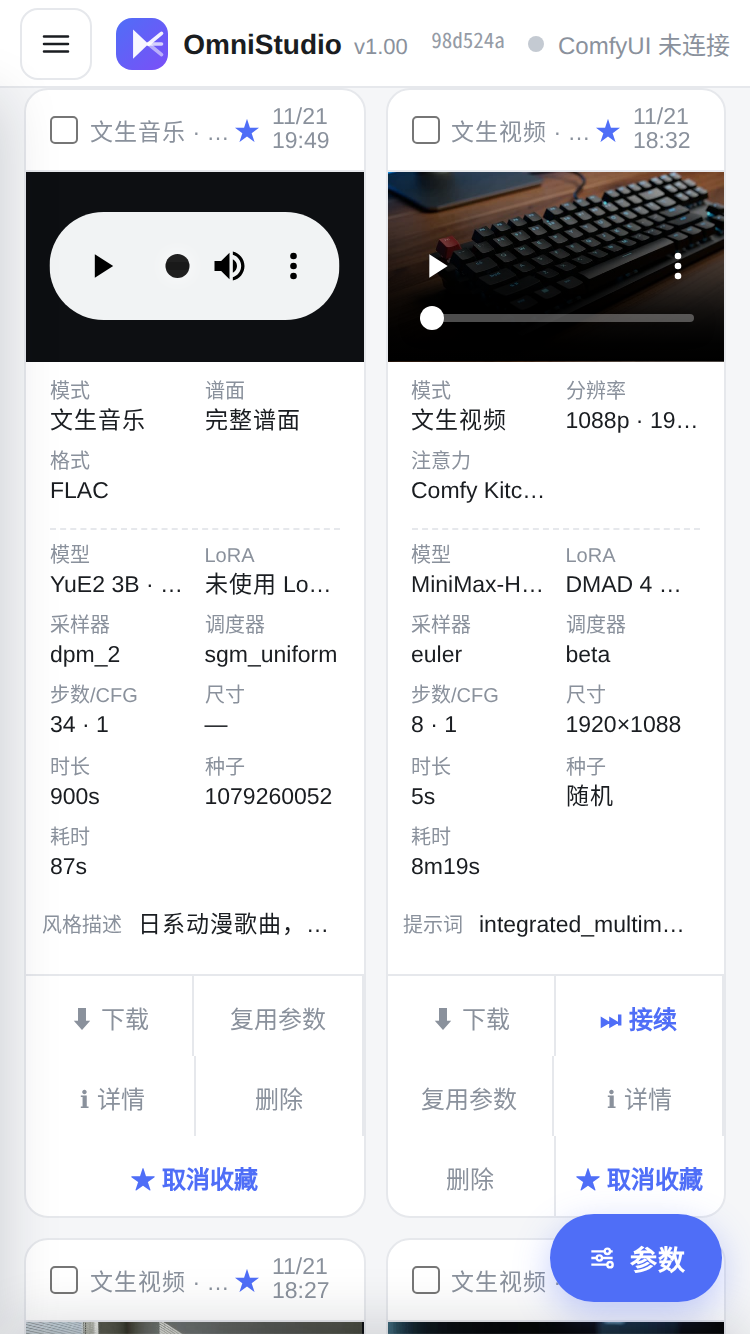 OmniStudio v1.00 98d524a ComfyUI 未连接
文生音乐 · … ★ 11/21
19:49
模式 谱面
文生音乐 完整谱面
格式
FLAC
模型 LoRA
YuE2 3B · … 未使用 Lo…
采样器 调度器
dpm_2 sgm_uniform
步数/CFG 尺寸
34 · 1 —
时长 种子
900s 1079260052
耗时
87s
风格描述 日系动漫歌曲，…
下载 复用参数
详情 删除
★ 取消收藏
文生视频 · … ★ 11/21
18:32
模式 分辨率
文生视频 1088p · 19…
注意力
Comfy Kitc…
模型 LoRA
MiniMax-H… DMAD 4 …
采样器 调度器
euler beta
步数/CFG 尺寸
8 · 1 1920×1088
时长 种子
5s 随机
耗时
8m19s
提示词 integrated_multim…
下载 接续
复用参数 详情
删除 ★ 取消收藏
文生视频 · … ★ 11/21
18:27
文生视频
参数